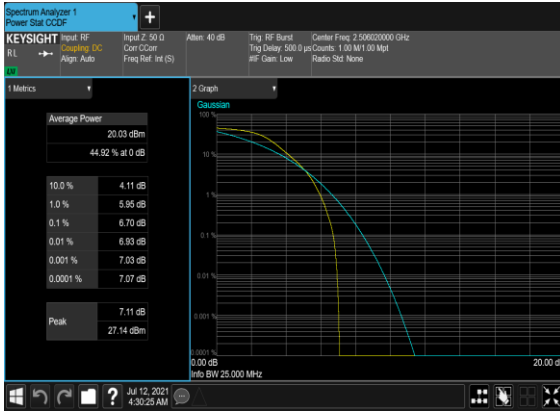 Spectrum Analyzer 1
Power Stat CCDF
KEYSIGHT Input: RF Input Z: 50 Ω Atten: 40 dB Trig: RF Burst Center Freq: 2.506020000 GHz
RL Coupling: DC Corr CCorr Trig Delay: 500.0 µs Counts: 1.00 M/1.00 Mpt
Align: Auto Freq Ref: Int (S) #IF Gain: Low Radio Std: None
1 Metrics
Average Power
20.03 dBm
44.92 % at 0 dB
10.0 % 4.11 dB
1.0 % 5.95 dB
0.1 % 6.70 dB
0.01 % 6.93 dB
0.001 % 7.03 dB
0.0001 % 7.07 dB
Peak 7.11 dB
27.14 dBm
2 Graph
Gaussian
100 %
10 %
1 %
0.1 %
0.01 %
0.001 %
0.0001 %
0.00 dB 20.00 d
Info BW 25.000 MHz
Jul 12, 2021
4:30:25 AM